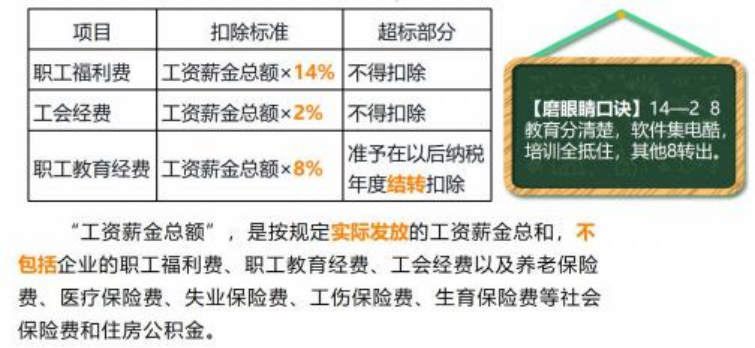 项目 扣除标准 超标部分
职工福利费 工资薪金总额×14% 不得扣除
工会经费 工资薪金总额×2% 不得扣除
职工教育经费 工资薪金总额×8% 准予在以后纳税
年度结转扣除
【磨眼睛口诀】14—2 8
教育分清楚，软件集电酷，
培训全抵住，其他8转出。
“工资薪金总额”，是按规定实际发放的工资薪金总和，不
包括企业的职工福利费、职工教育经费、工会经费以及养老保险
费、医疗保险费、失业保险费、工伤保险费、生育保险费等社会
保险费和住房公积金。